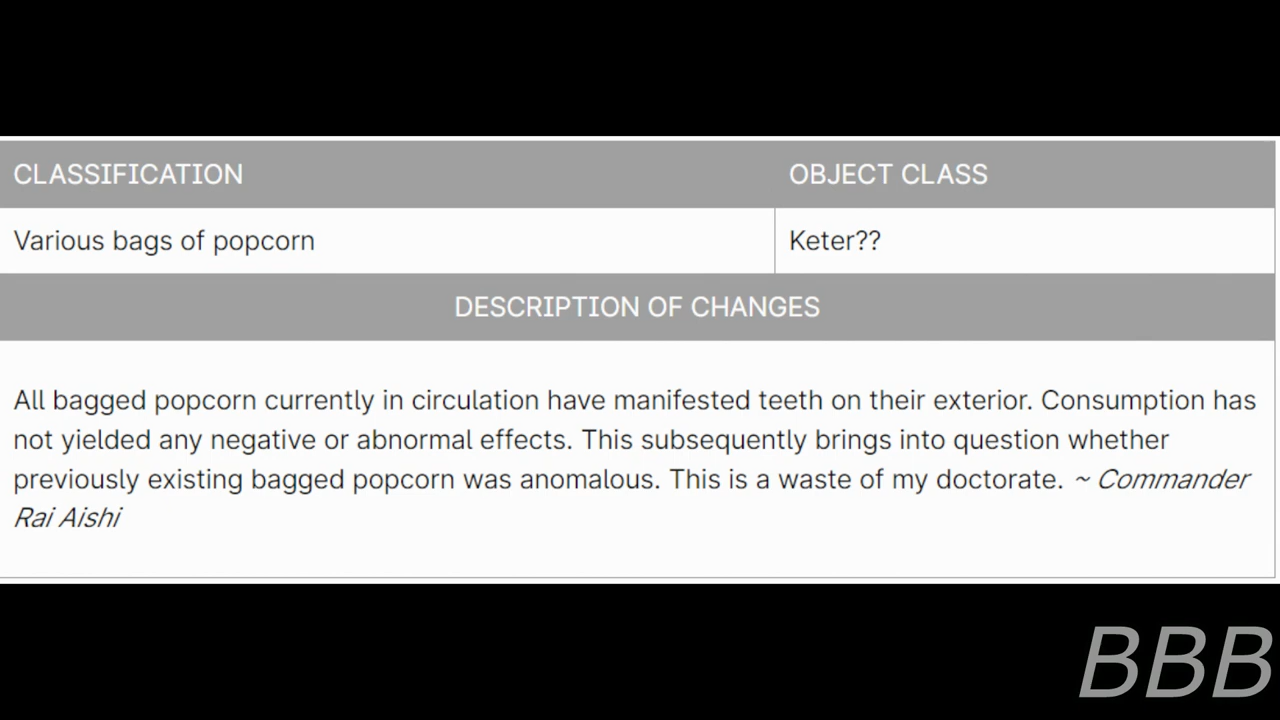 CLASSIFICATION
OBJECT CLASS
Various bags of popcorn
Keter??
DESCRIPTION OF CHANGES
All bagged popcorn currently in circulation have manifested teeth on their exterior. Consumption has
not yielded any negative or abnormal effects. This subsequently brings into question whether
previously existing bagged popcorn was anomalous. This is a waste of my doctorate. ~ Commander
Rai Aishi
BBB